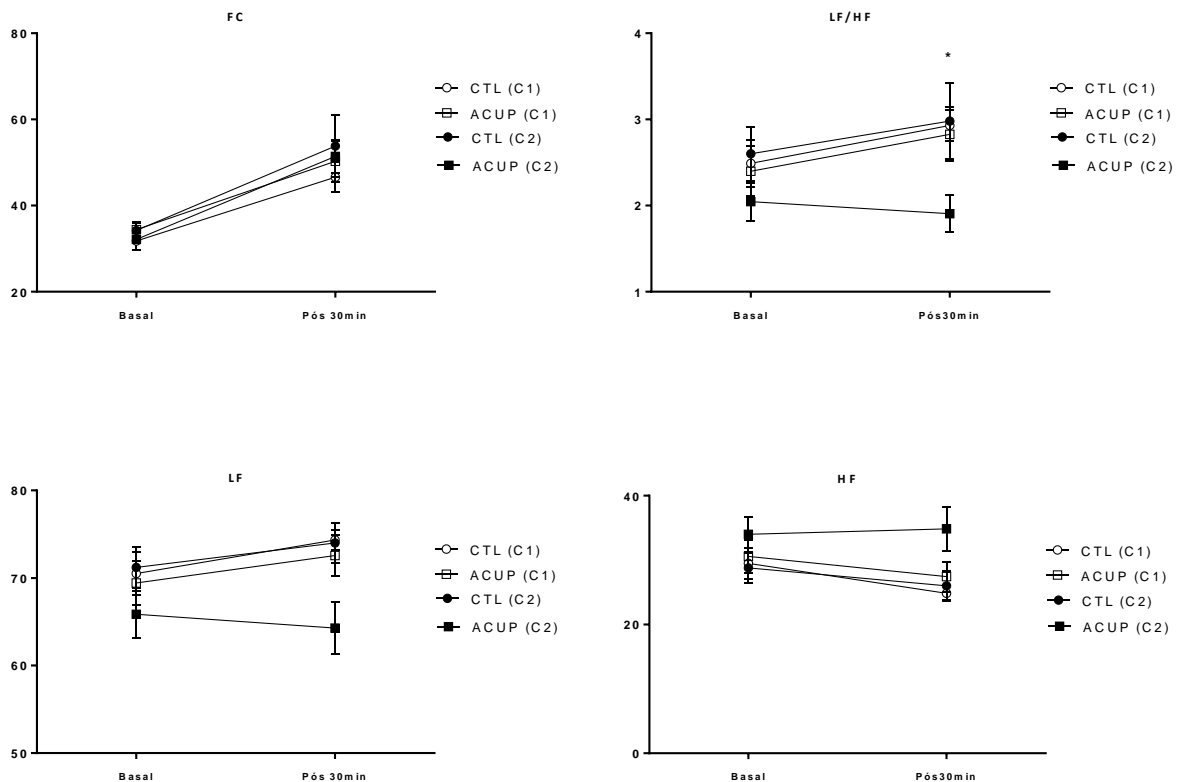 FC
80
60
40
20
Basal
Pós 30min
CTL (C1)
ACUP (C1)
CTL (C2)
ACUP (C2)
LF/HF
4
3
2
1
*
Basal
Pós30min
CTL (C1)
ACUP (C1)
CTL (C2)
ACUP (C2)
LF
80
70
60
50
Basal
Pós 30min
CTL (C1)
ACUP (C1)
CTL (C2)
ACUP (C2)
HF
40
20
0
Basal
Pós30min
CTL (C1)
ACUP (C1)
CTL (C2)
ACUP (C2)